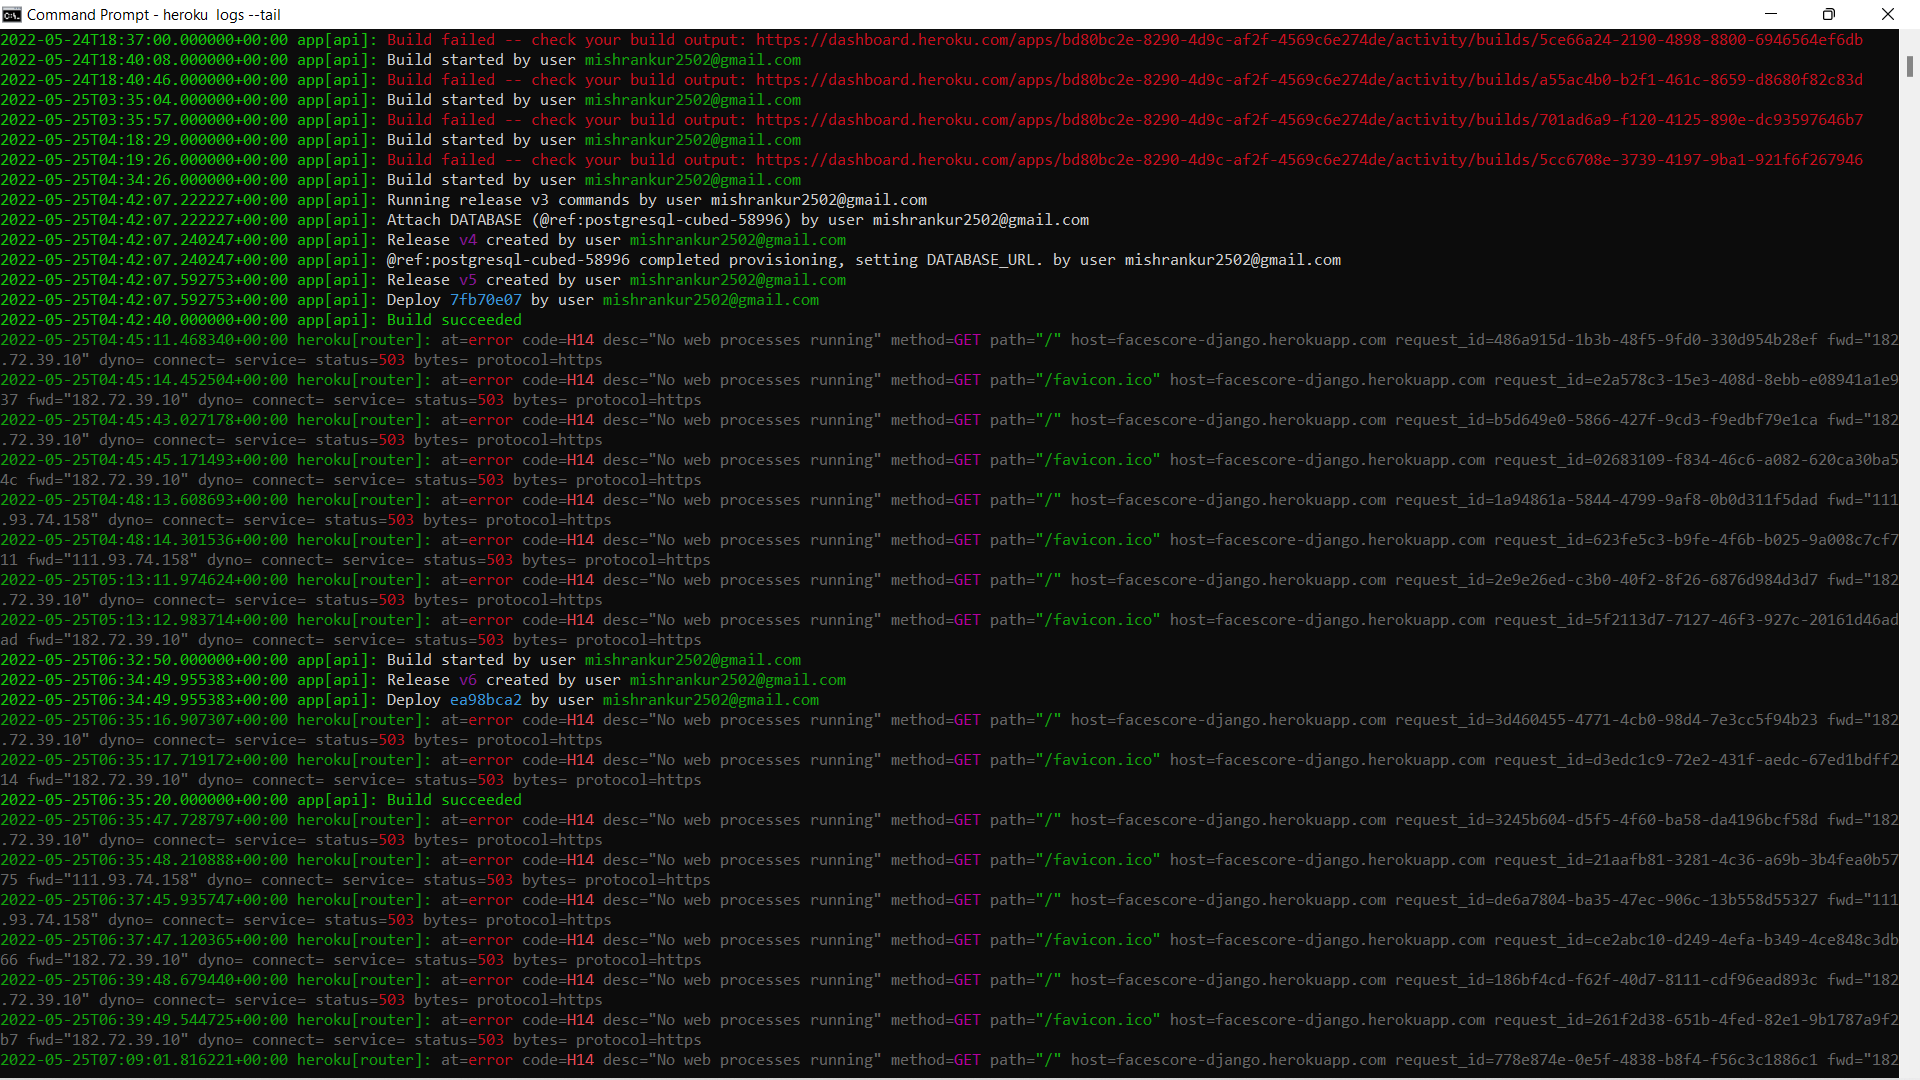 Command Prompt - heroku  logs --tail
2022-05-24T18:37:00.000000+00:00 app[api]: Build failed -- check your build output: https://dashboard.heroku.com/apps/bd80bc2e-8290-4d9c-af2f-4569c6e274de/activity/builds/5ce66a24-2190-4898-8800-6946564ef6db
2022-05-24T18:40:08.000000+00:00 app[api]: Build started by user mishrankur2502@gmail.com
2022-05-24T18:40:46.000000+00:00 app[api]: Build failed -- check your build output: https://dashboard.heroku.com/apps/bd80bc2e-8290-4d9c-af2f-4569c6e274de/activity/builds/a55ac4b0-b2f1-461c-8659-d8680f82c83d
2022-05-25T03:35:04.000000+00:00 app[api]: Build started by user mishrankur2502@gmail.com
2022-05-25T03:35:57.000000+00:00 app[api]: Build failed -- check your build output: https://dashboard.heroku.com/apps/bd80bc2e-8290-4d9c-af2f-4569c6e274de/activity/builds/701ad6a9-f120-4125-890e-dc93597646b7
2022-05-25T04:18:29.000000+00:00 app[api]: Build started by user mishrankur2502@gmail.com
2022-05-25T04:19:26.000000+00:00 app[api]: Build failed -- check your build output: https://dashboard.heroku.com/apps/bd80bc2e-8290-4d9c-af2f-4569c6e274de/activity/builds/5cc6708e-3739-4197-9ba1-921f6f267946
2022-05-25T04:34:26.000000+00:00 app[api]: Build started by user mishrankur2502@gmail.com
2022-05-25T04:42:07.222227+00:00 app[api]: Running release v3 commands by user mishrankur2502@gmail.com
2022-05-25T04:42:07.222227+00:00 app[api]: Attach DATABASE (@ref:postgresql-cubed-58996) by user mishrankur2502@gmail.com
2022-05-25T04:42:07.240247+00:00 app[api]: Release v4 created by user mishrankur2502@gmail.com
2022-05-25T04:42:07.240247+00:00 app[api]: @ref:postgresql-cubed-58996 completed provisioning, setting DATABASE_URL. by user mishrankur2502@gmail.com
2022-05-25T04:42:07.592753+00:00 app[api]: Release v5 created by user mishrankur2502@gmail.com
2022-05-25T04:42:07.592753+00:00 app[api]: Deploy 7fb70e07 by user mishrankur2502@gmail.com
2022-05-25T04:42:40.000000+00:00 app[api]: Build succeeded
2022-05-25T04:45:11.468340+00:00 heroku[router]: at=error code=H14 desc="No web processes running" method=GET path="/" host=facescore-django.herokuapp.com request_id=486a915d-1b3b-48f5-9fd0-330d954b28ef fwd="182
.72.39.10" dyno= connect= service= status=503 bytes= protocol=https
2022-05-25T04:45:14.452504+00:00 heroku[router]: at=error code=H14 desc="No web processes running" method=GET path="/favicon.ico" host=facescore-django.herokuapp.com request_id=e2a578c3-15e3-408d-8ebb-e08941a1e9
37 fwd="182.72.39.10" dyno= connect= service= status=503 bytes= protocol=https
2022-05-25T04:45:43.027178+00:00 heroku[router]: at=error code=H14 desc="No web processes running" method=GET path="/" host=facescore-django.herokuapp.com request_id=b5d649e0-5866-427f-9cd3-f9edbf79e1ca fwd="182
.72.39.10" dyno= connect= service= status=503 bytes= protocol=https
2022-05-25T04:45:45.171493+00:00 heroku[router]: at=error code=H14 desc="No web processes running" method=GET path="/favicon.ico" host=facescore-django.herokuapp.com request_id=02683109-f834-46c6-a082-620ca30ba5
4c fwd="182.72.39.10" dyno= connect= service= status=503 bytes= protocol=https
2022-05-25T04:48:13.608693+00:00 heroku[router]: at=error code=H14 desc="No web processes running" method=GET path="/" host=facescore-django.herokuapp.com request_id=1a94861a-5844-4799-9af8-0b0d311f5dad fwd="111
.93.74.158" dyno= connect= service= status=503 bytes= protocol=https
2022-05-25T04:48:14.301536+00:00 heroku[router]: at=error code=H14 desc="No web processes running" method=GET path="/favicon.ico" host=facescore-django.herokuapp.com request_id=623fe5c3-b9fe-4f6b-b025-9a008c7cf7
11 fwd="111.93.74.158" dyno= connect= service= status=503 bytes= protocol=https
2022-05-25T05:13:11.974624+00:00 heroku[router]: at=error code=H14 desc="No web processes running" method=GET path="/" host=facescore-django.herokuapp.com request_id=2e9e26ed-c3b0-40f2-8f26-6876d984d3d7 fwd="182
.72.39.10" dyno= connect= service= status=503 bytes= protocol=https
2022-05-25T05:13:12.983714+00:00 heroku[router]: at=error code=H14 desc="No web processes running" method=GET path="/favicon.ico" host=facescore-django.herokuapp.com request_id=5f2113d7-7127-46f3-927c-20161d46ad
ad fwd="182.72.39.10" dyno= connect= service= status=503 bytes= protocol=https
2022-05-25T06:32:50.000000+00:00 app[api]: Build started by user mishrankur2502@gmail.com
2022-05-25T06:34:49.955383+00:00 app[api]: Release v6 created by user mishrankur2502@gmail.com
2022-05-25T06:34:49.955383+00:00 app[api]: Deploy ea98bca2 by user mishrankur2502@gmail.com
2022-05-25T06:35:16.907307+00:00 heroku[router]: at=error code=H14 desc="No web processes running" method=GET path="/" host=facescore-django.herokuapp.com request_id=3d460455-4771-4cb0-98d4-7e3cc5f94b23 fwd="182
.72.39.10" dyno= connect= service= status=503 bytes= protocol=https
2022-05-25T06:35:17.719172+00:00 heroku[router]: at=error code=H14 desc="No web processes running" method=GET path="/favicon.ico" host=facescore-django.herokuapp.com request_id=d3edc1c9-72e2-431f-aedc-67ed1bdff2
14 fwd="182.72.39.10" dyno= connect= service= status=503 bytes= protocol=https
2022-05-25T06:35:20.000000+00:00 app[api]: Build succeeded
2022-05-25T06:35:47.728797+00:00 heroku[router]: at=error code=H14 desc="No web processes running" method=GET path="/" host=facescore-django.herokuapp.com request_id=3245b604-d5f5-4f60-ba58-da4196bcf58d fwd="182
.72.39.10" dyno= connect= service= status=503 bytes= protocol=https
2022-05-25T06:35:48.210888+00:00 heroku[router]: at=error code=H14 desc="No web processes running" method=GET path="/favicon.ico" host=facescore-django.herokuapp.com request_id=21aafb81-3281-4c36-a69b-3b4fea0b57
75 fwd="111.93.74.158" dyno= connect= service= status=503 bytes= protocol=https
2022-05-25T06:37:45.935747+00:00 heroku[router]: at=error code=H14 desc="No web processes running" method=GET path="/" host=facescore-django.herokuapp.com request_id=de6a7804-ba35-47ec-906c-13b558d55327 fwd="111
.93.74.158" dyno= connect= service= status=503 bytes= protocol=https
2022-05-25T06:37:47.120365+00:00 heroku[router]: at=error code=H14 desc="No web processes running" method=GET path="/favicon.ico" host=facescore-django.herokuapp.com request_id=ce2abc10-d249-4efa-b349-4ce848c3db
66 fwd="182.72.39.10" dyno= connect= service= status=503 bytes= protocol=https
2022-05-25T06:39:48.679440+00:00 heroku[router]: at=error code=H14 desc="No web processes running" method=GET path="/" host=facescore-django.herokuapp.com request_id=186bf4cd-f62f-40d7-8111-cdf96ead893c fwd="182
.72.39.10" dyno= connect= service= status=503 bytes= protocol=https
2022-05-25T06:39:49.544725+00:00 heroku[router]: at=error code=H14 desc="No web processes running" method=GET path="/favicon.ico" host=facescore-django.herokuapp.com request_id=261f2d38-651b-4fed-82e1-9b1787a9f2
b7 fwd="182.72.39.10" dyno= connect= service= status=503 bytes= protocol=https
2022-05-25T07:09:01.816221+00:00 heroku[router]: at=error code=H14 desc="No web processes running" method=GET path="/" host=facescore-django.herokuapp.com request_id=778e874e-0e5f-4838-b8f4-f56c3c1886c1 fwd="182